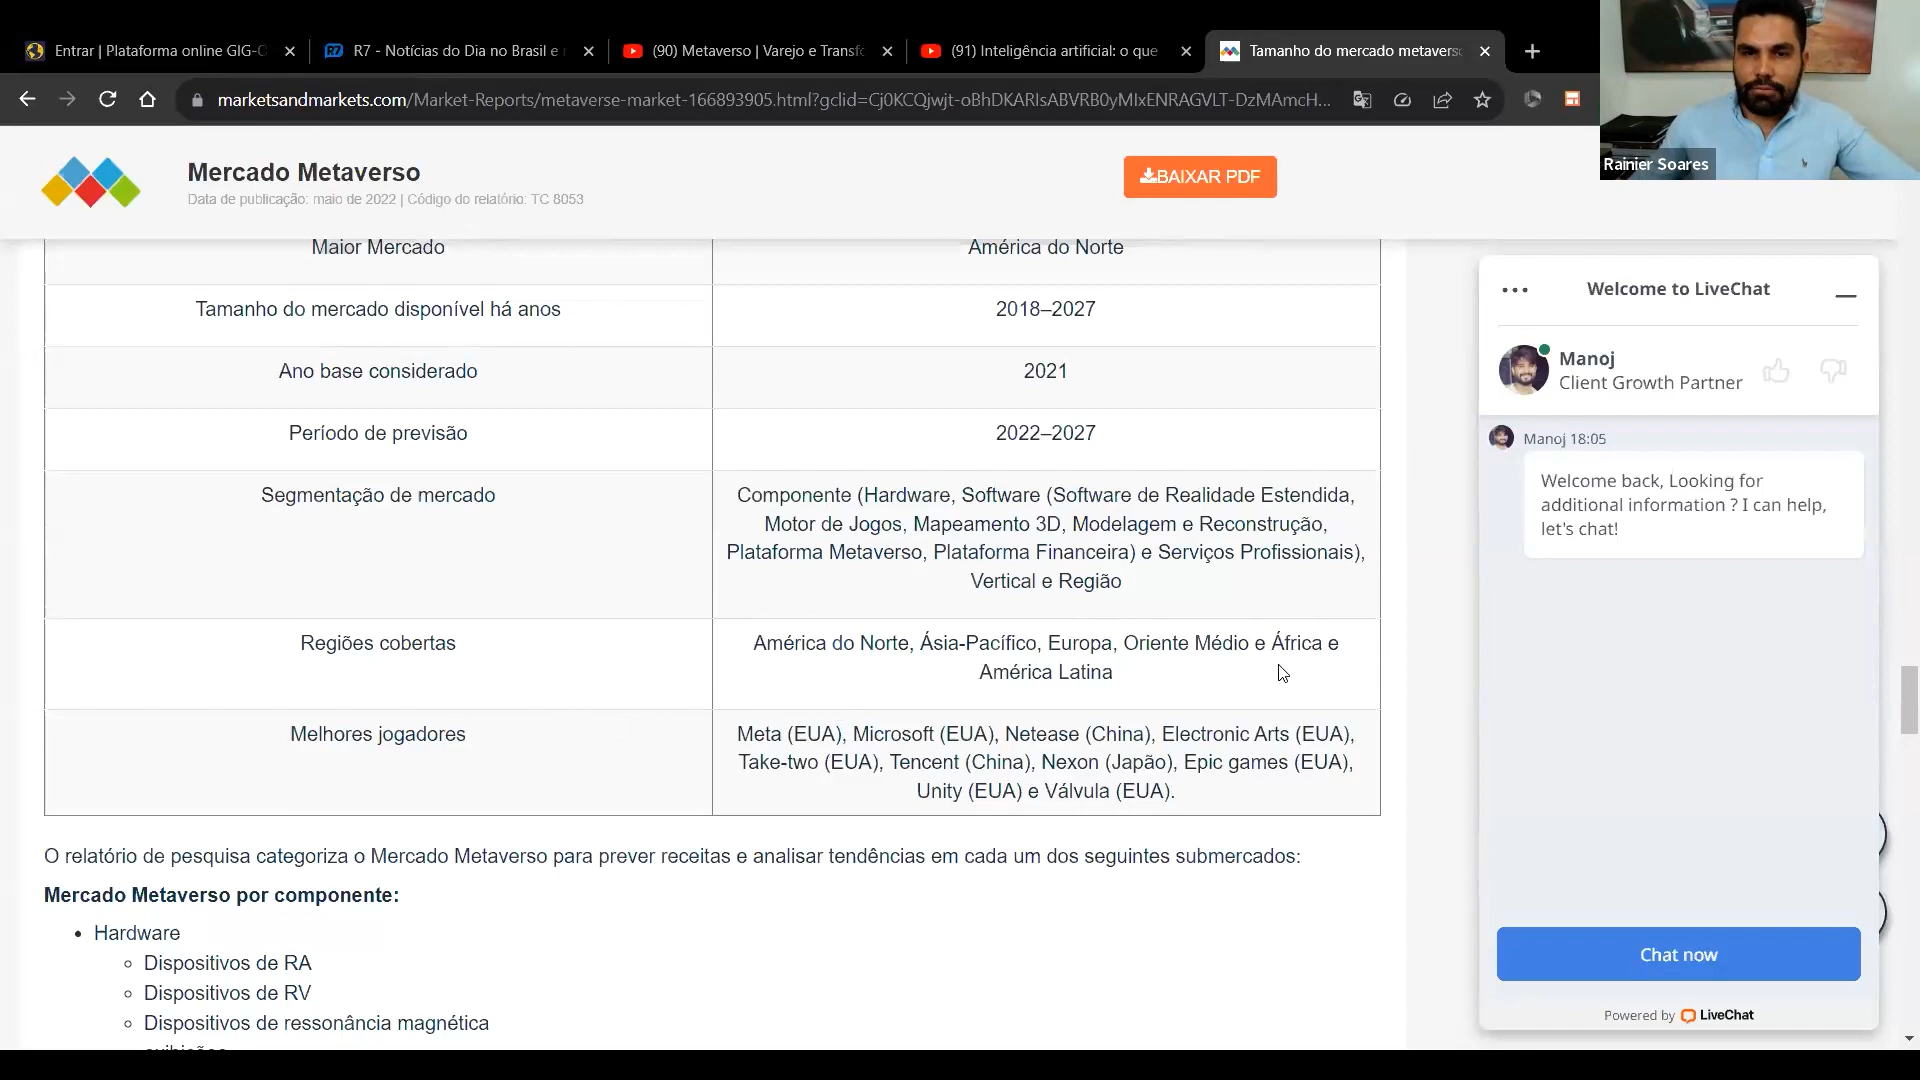 Entrar | Plataforma online GIG-C
R7 - Notícias do Dia no Brasil e
(90) Metaverso | Varejo e Transfo
(91) Inteligência artificial: o que
Tamanho do mercado metaverso
marketsandmarkets.com/Market-Reports/metaverse-market-166893905.html?gclid=Cj0KCQjwjt-oBhDKARIsABVRB0yMIxENRAGVLT-DzMAmcH...
Rainier Soares
Mercado Metaverso
Data de publicação: maio de 2022 | Código do relatório: TC 8053
BAIXAR PDF
Maior Mercado
América do Norte
Tamanho do mercado disponível há anos
2018–2027
Ano base considerado
2021
Período de previsão
2022–2027
Segmentação de mercado
Componente (Hardware, Software (Software de Realidade Estendida,
Motor de Jogos, Mapeamento 3D, Modelagem e Reconstrução,
Plataforma Metaverso, Plataforma Financeira) e Serviços Profissionais),
Vertical e Região
Regiões cobertas
América do Norte, Ásia-Pacífico, Europa, Oriente Médio e África e
América Latina
Melhores jogadores
Meta (EUA), Microsoft (EUA), Netease (China), Electronic Arts (EUA),
Take-two (EUA), Tencent (China), Nexon (Japão), Epic games (EUA),
Unity (EUA) e Válvula (EUA).
O relatório de pesquisa categoriza o Mercado Metaverso para prever receitas e analisar tendências em cada um dos seguintes submercados:
Mercado Metaverso por componente:
Hardware
Dispositivos de RA
Dispositivos de RV
Dispositivos de ressonância magnética
Welcome to LiveChat
Manoj
Client Growth Partner
Manoj 18:05
Welcome back, Looking for
additional information ? I can help,
let's chat!
Chat now
Powered by LiveChat